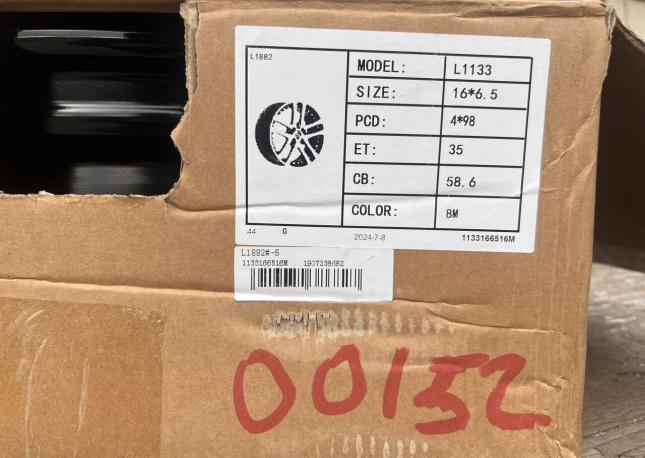 L1882
MODEL: L1133
SIZE: 16*6.5
PCD: 4*98
ET: 35
CB: 58.6
COLOR: BM
44 G 2024-7-8 1133166516M
L1882#-5
1133166516M 1907238682
00152